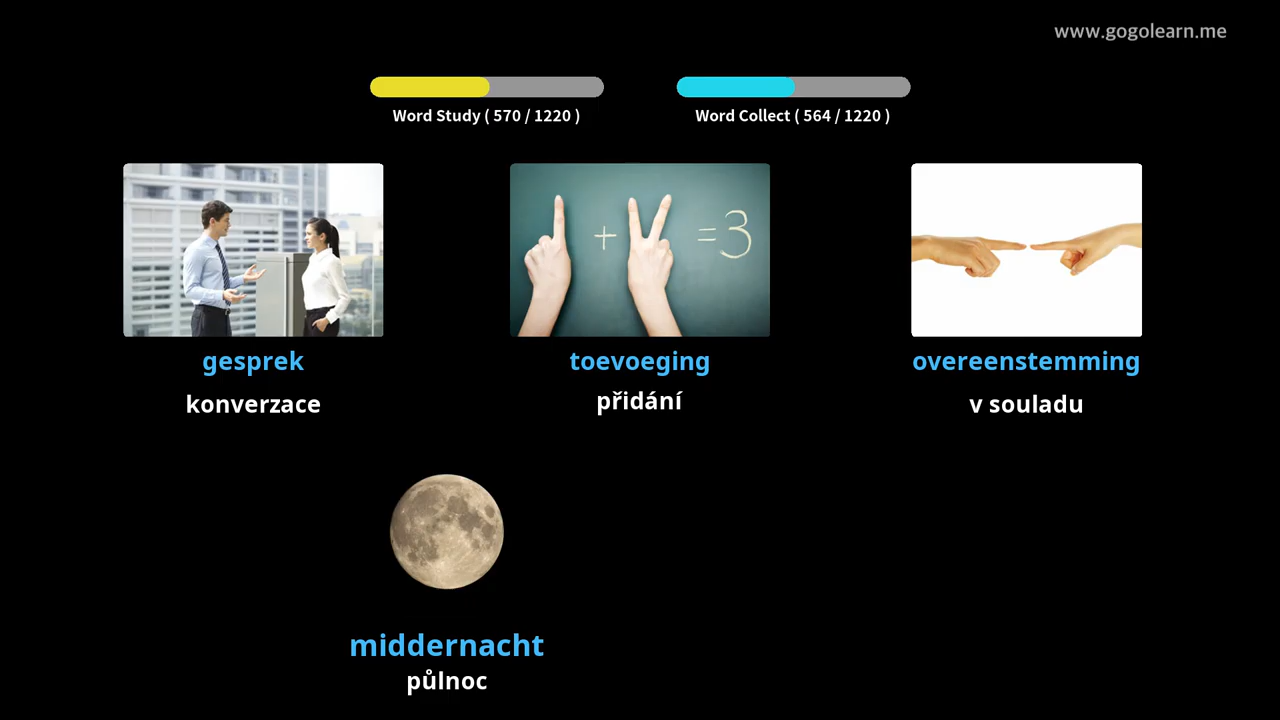 www.gogolearn.me
Word Study ( 570 / 1220 )
Word Collect ( 564 / 1220 )
+ = 3
gesprek
konverzace
toevoeging
přidání
overeenstemming
v souladu
middernacht
půlnoc